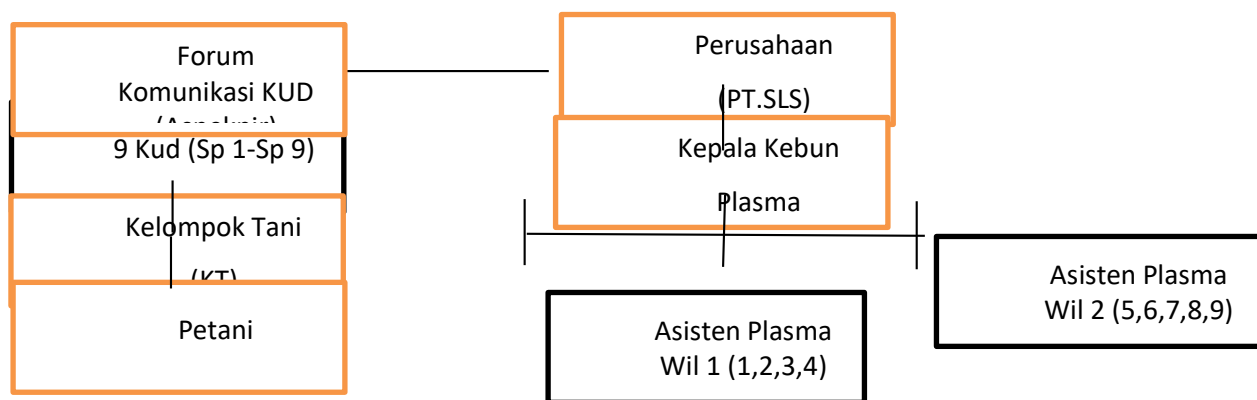 Forum
Komunikasi KUD
9 Kud (Sp 1-Sp 9)
Kelompok Tani
(KT)
Petani
Perusahaan
(PT.SLS)
Kepala Kebun
Plasma
Asisten Plasma
Wil 1 (1,2,3,4)
Asisten Plasma
Wil 2 (5,6,7,8,9)